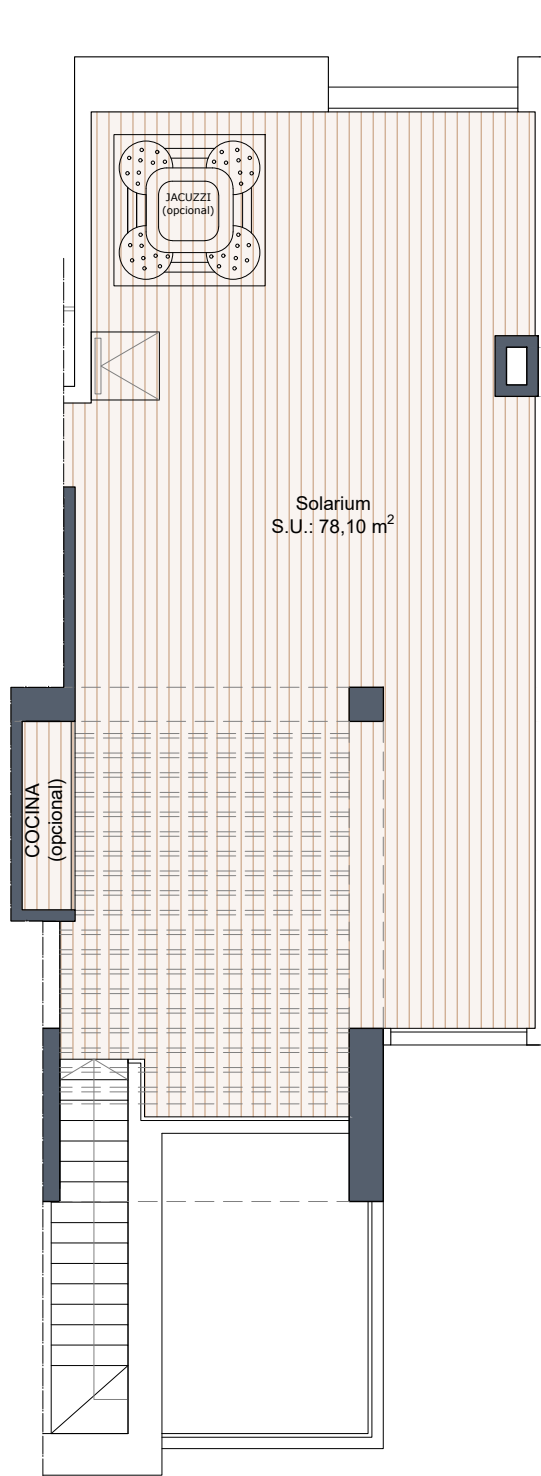 JACUZZI
(opcional)
Solarium
S.U.: 78,10 m²
COCINA
(opcional)